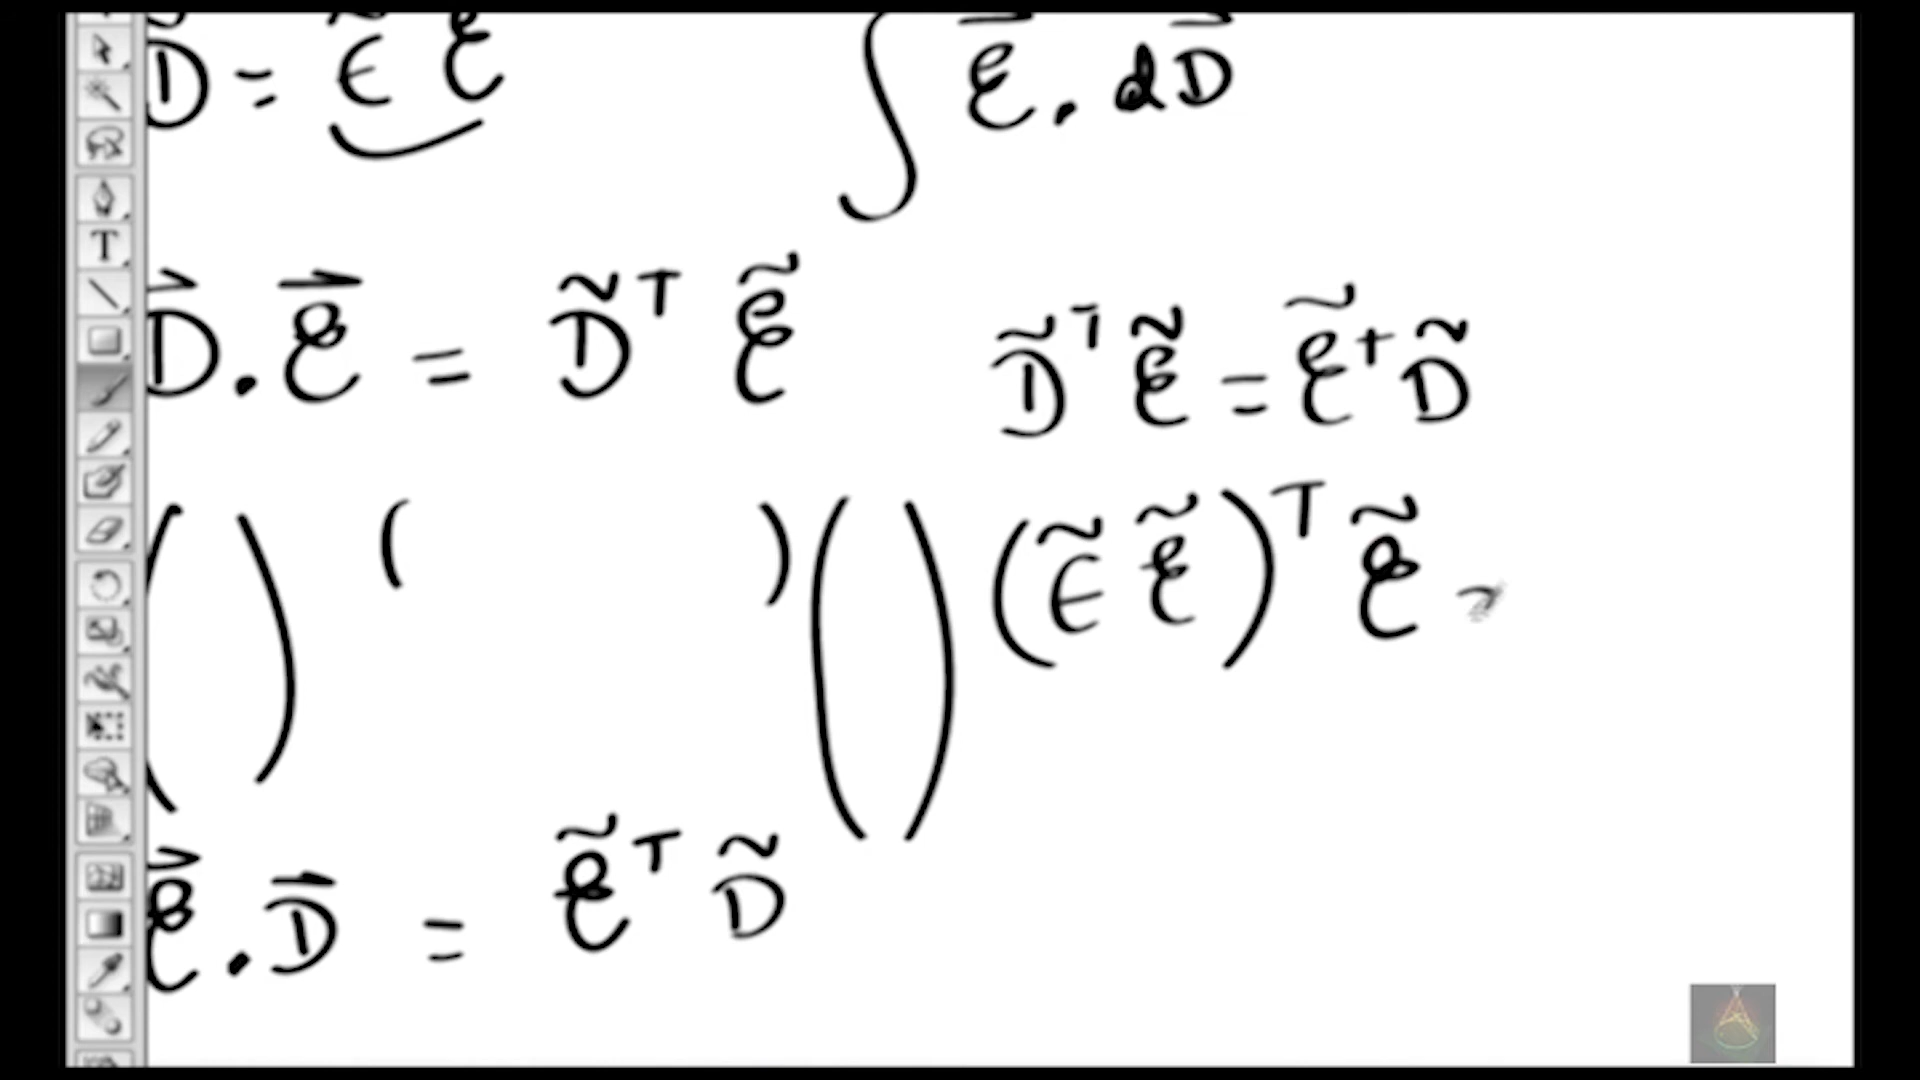 D̃ = ε̃ ℰ̃ ∫ ℰ⃗ . dD⃗
D⃗ . ℰ⃗ = D̃ᵀ ℰ̃
D̃ᵀ ℰ̃ = ℰ̃ᵀ D̃
( ) ( ) ( ) (ε̃ ℰ̃)ᵀ ℰ̃ -
ℰ⃗ . D⃗ = ℰ̃ᵀ D̃